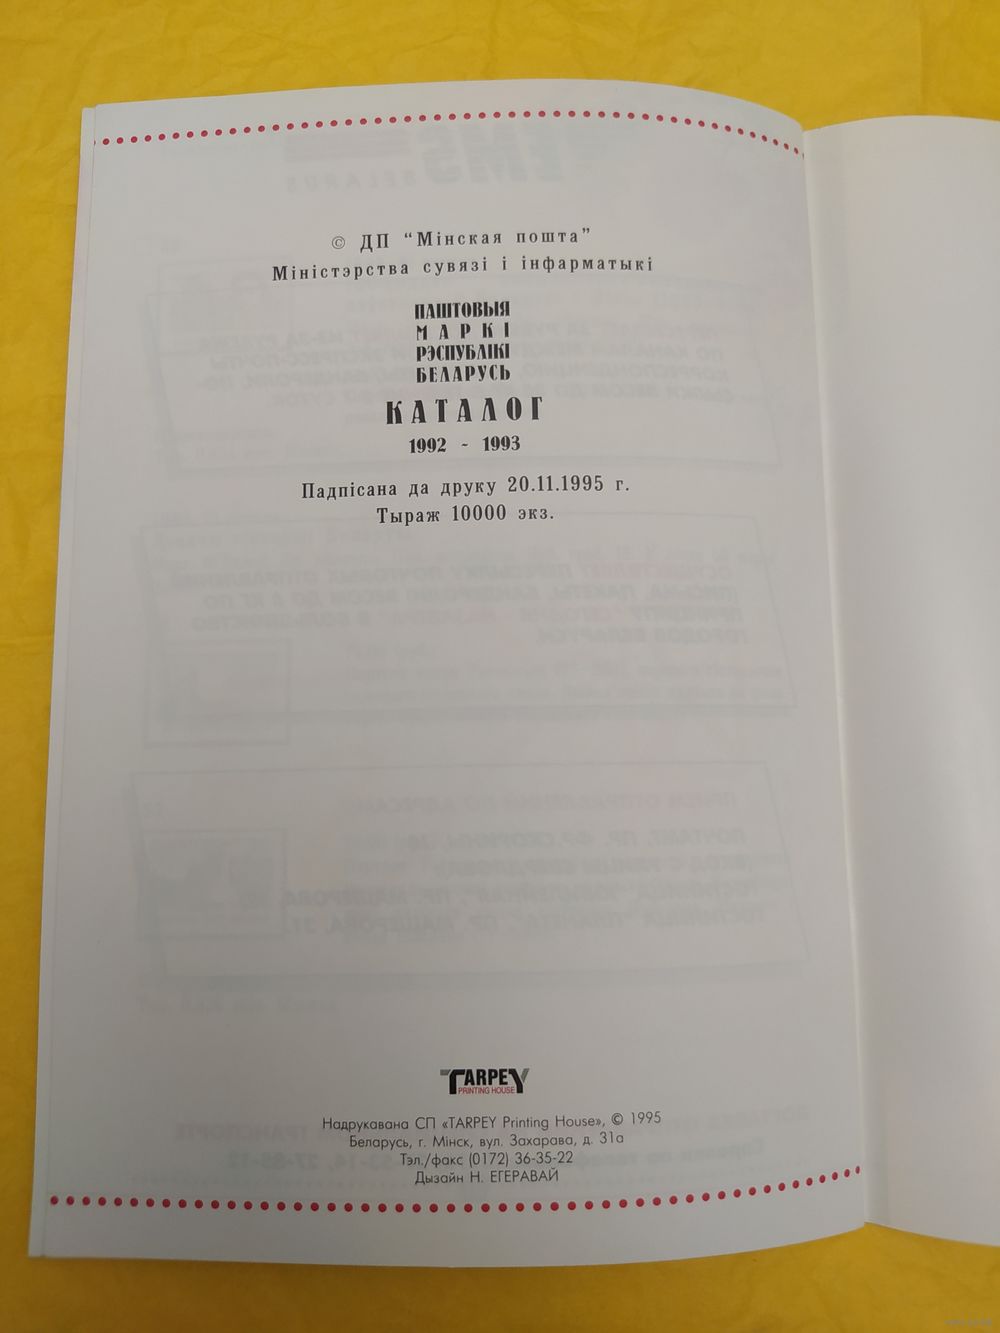 © ДП “Мінская пошта”
Міністэрства сувязі і інфарматыкі
ПАШТОВЫЯ
МАРКІ
РЭСПУБЛІКІ
БЕЛАРУСЬ
КАТАЛОГ
1992 - 1993
Падпісана да друку 20.11.1995 г.
Тыраж 10000 экз.
TARPEY
PRINTING HOUSE
Надрукавана СП «TARPEY Printing House», © 1995
Беларусь, г. Мінск, вул. Захарава, д. 31а
Тэл./факс (0172) 36-35-22
Дызайн Н. ЕГЕРАВАЙ